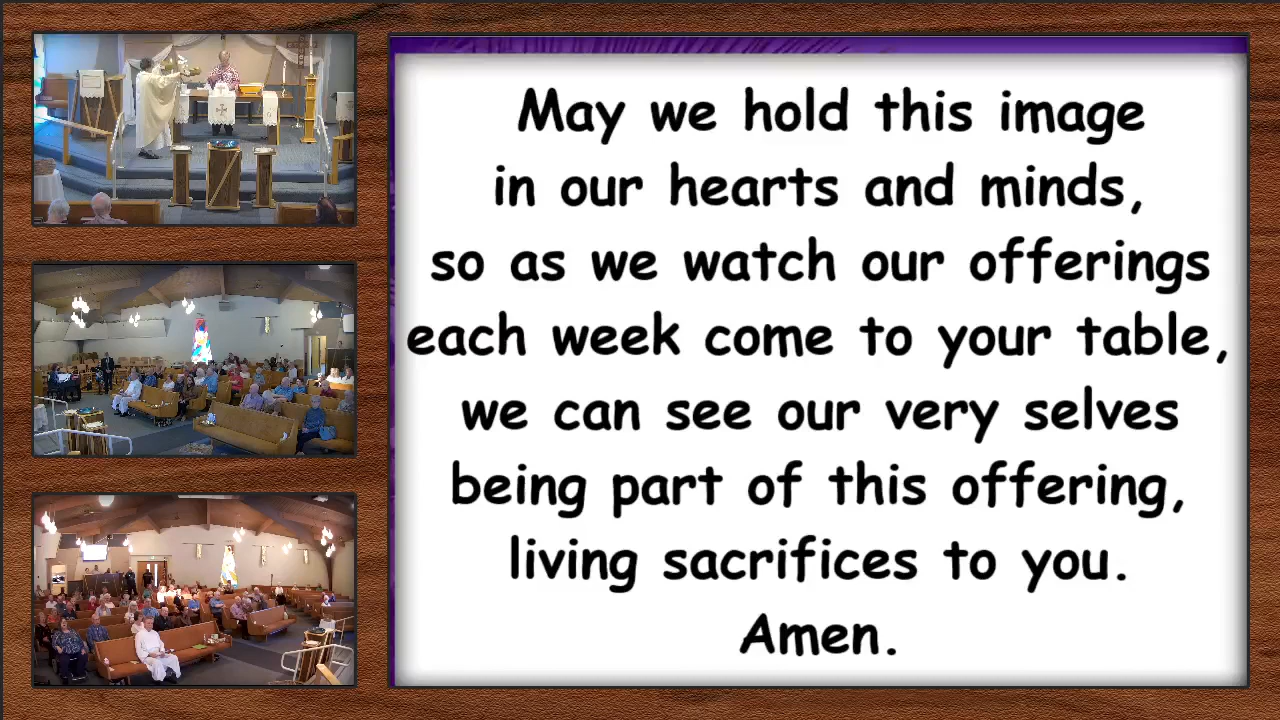 May we hold this image
in our hearts and minds,
so as we watch our offerings
each week come to your table,
we can see our very selves
being part of this offering,
living sacrifices to you.
Amen.